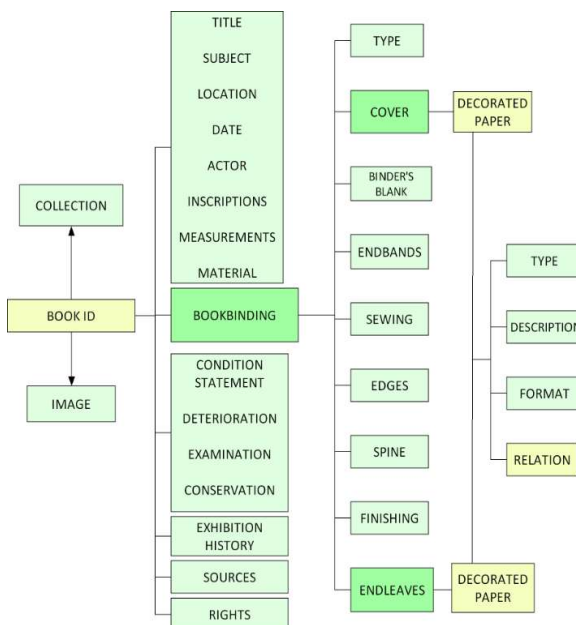 COLLECTION
BOOK ID
IMAGE
TITLE
SUBJECT
LOCATION
DATE
ACTOR
INSCRIPTIONS
MEASUREMENTS
MATERIAL
BOOKBINDING
CONDITION
STATEMENT
DETERIORATION
EXAMINATION
CONSERVATION
EXHIBITION
HISTORY
SOURCES
RIGHTS
TYPE
COVER
BINDER'S
BLANK
ENDBANDS
SEWING
EDGES
SPINE
FINISHING
ENDLEAVES
DECORATED
PAPER
TYPE
DESCRIPTION
FORMAT
RELATION
DECORATED
PAPER